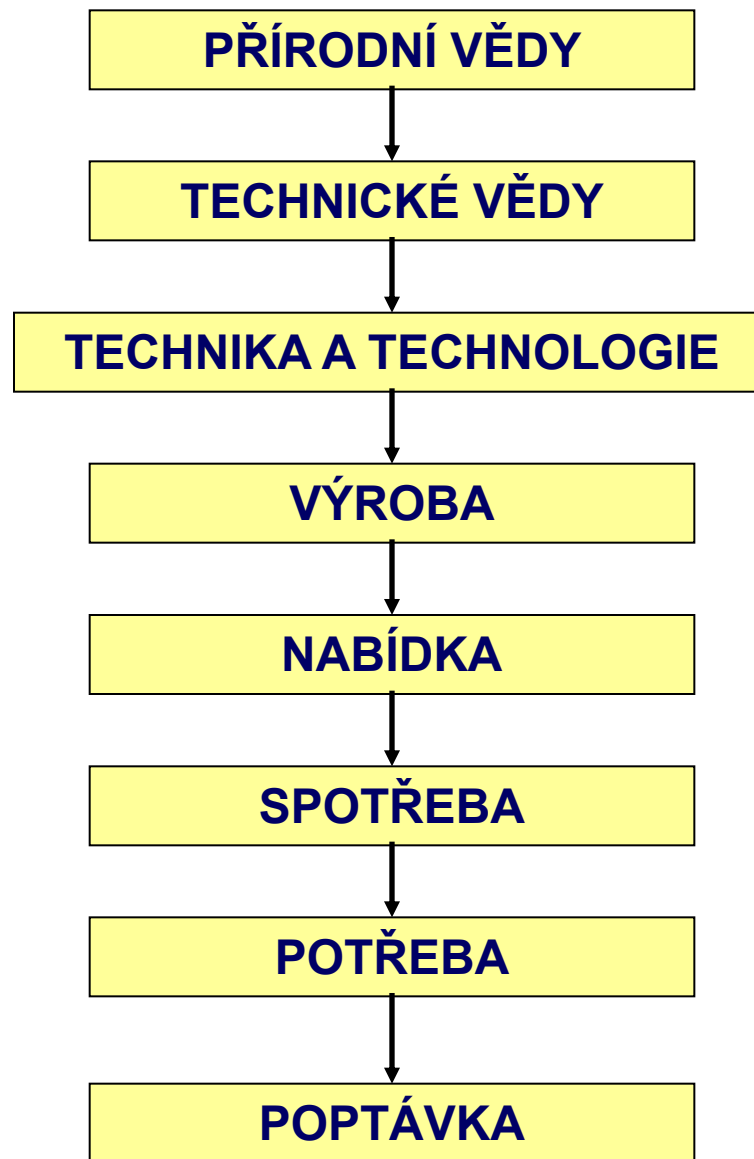 PŘÍRODNÍ VĚDY
TECHNICKÉ VĚDY
TECHNIKA A TECHNOLOGIE
VÝROBA
NABÍDKA
SPOTŘEBA
POTŘEBA
POPTÁVKA